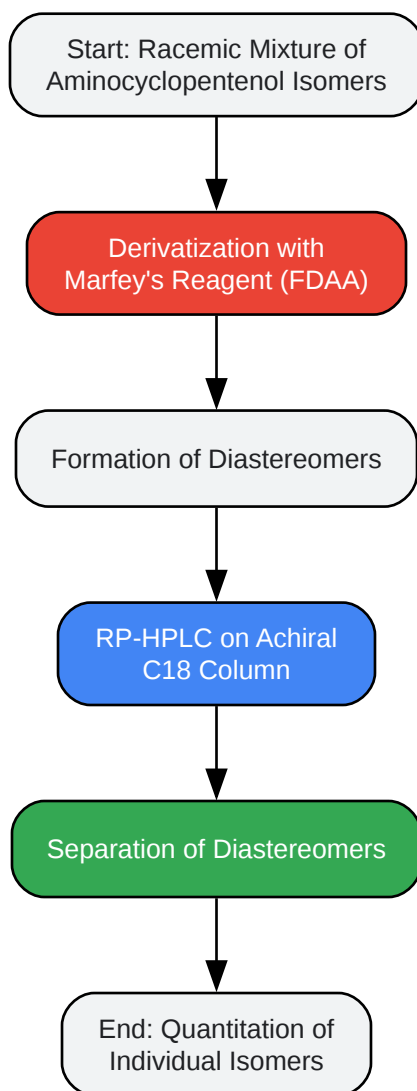 Start: Racemic Mixture of
Aminocyclopentenol Isomers
Derivatization with
Marfey's Reagent (FDAA)
Formation of Diastereomers
RP-HPLC on Achiral
C18 Column
Separation of Diastereomers
End: Quantitation of
Individual Isomers